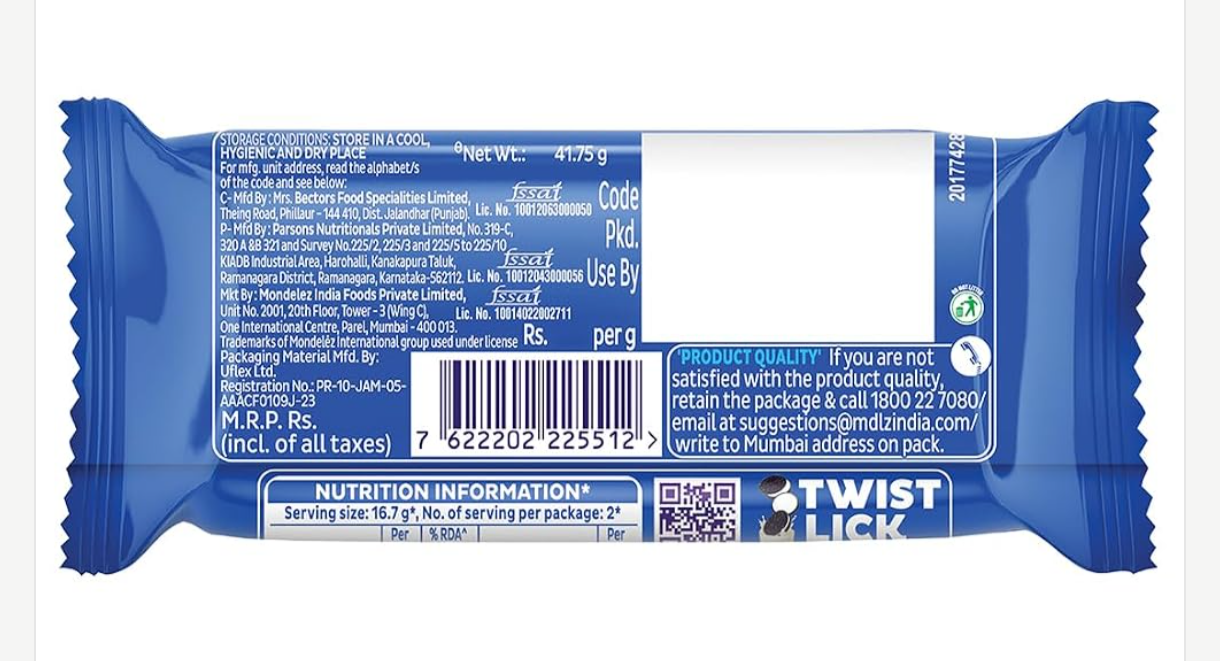 STORAGE CONDITIONS: STORE IN A COOL,
HYGIENIC AND DRY PLACE
For mfg. unit address, read the alphabet/s
of the code and see below:
C- Mfd By: Mrs. Bectors Food Specialities Limited,
Theing Road, Phillaur - 144 410, Dist. Jalandhar (Punjab).
fssai
Lic. No. 10012063000050
P- Mfd By: Parsons Nutritionals Private Limited, No.319-C,
320 A &B 321 and Survey No.225/2, 225/3 and 225/5 to 225/10
KIADB Industrial Area, Harohalli, Kanakapura Taluk,
Ramanagara District, Ramanagara, Karnataka-562112.
fssai
Lic. No. 10012043000056
Mkt By: Mondelez India Foods Private Limited,
Unit No. 2001, 20th Floor, Tower - 3 (Wing C),
One International Centre, Parel, Mumbai - 400 013.
fssai
Lic. No. 10014022002711
Trademarks of Mondelēz International group used under license
Packaging Material Mfd. By:
Uflex Ltd.
Registration No.: PR-10-JAM-05-
AAACF0109J-23
M.R.P. Rs.
(incl. of all taxes)
θNet Wt.: 41.75 g
Code
Pkd.
Use By
Rs. per g
20177428
7 622202 225512 >
'PRODUCT QUALITY' If you are not
satisfied with the product quality,
retain the package & call 1800 22 7080/
email at suggestions@mdlzindia.com/
write to Mumbai address on pack.
NUTRITION INFORMATION*
Serving size: 16.7 g*, No. of serving per package: 2*
Per % RDA^ Per
TWIST
LICK